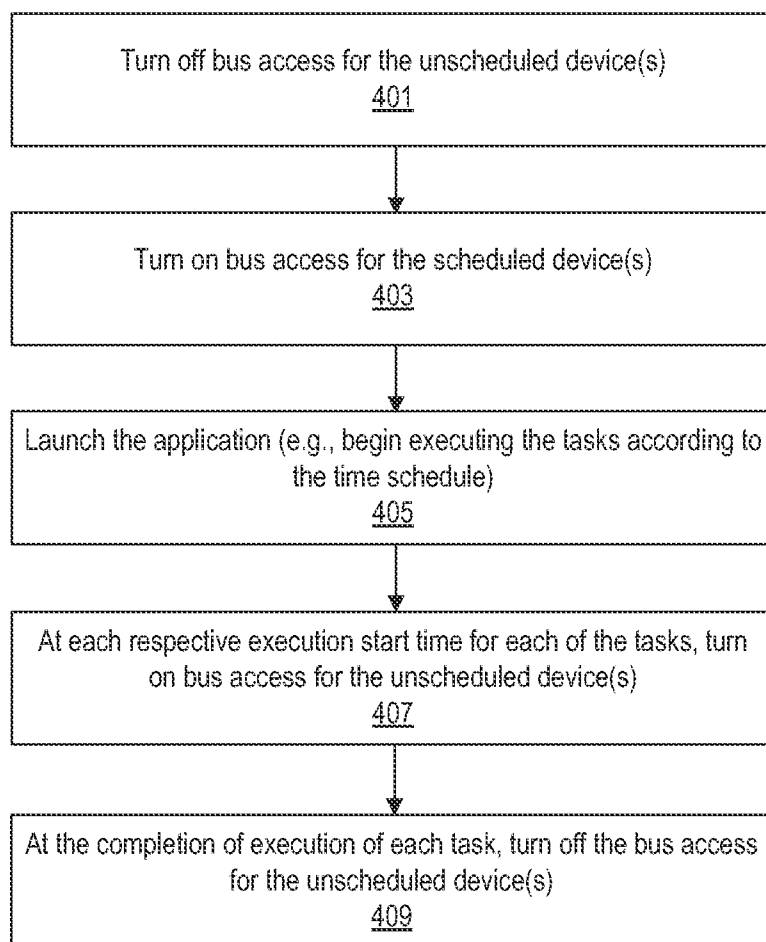 Turn off bus access for the unscheduled device(s)
401
Turn on bus access for the scheduled device(s)
403
Launch the application (e.g., begin executing the tasks according to
the time schedule)
405
At each respective execution start time for each of the tasks, turn
on bus access for the unscheduled device(s)
407
At the completion of execution of each task, turn off the bus access
for the unscheduled device(s)
409